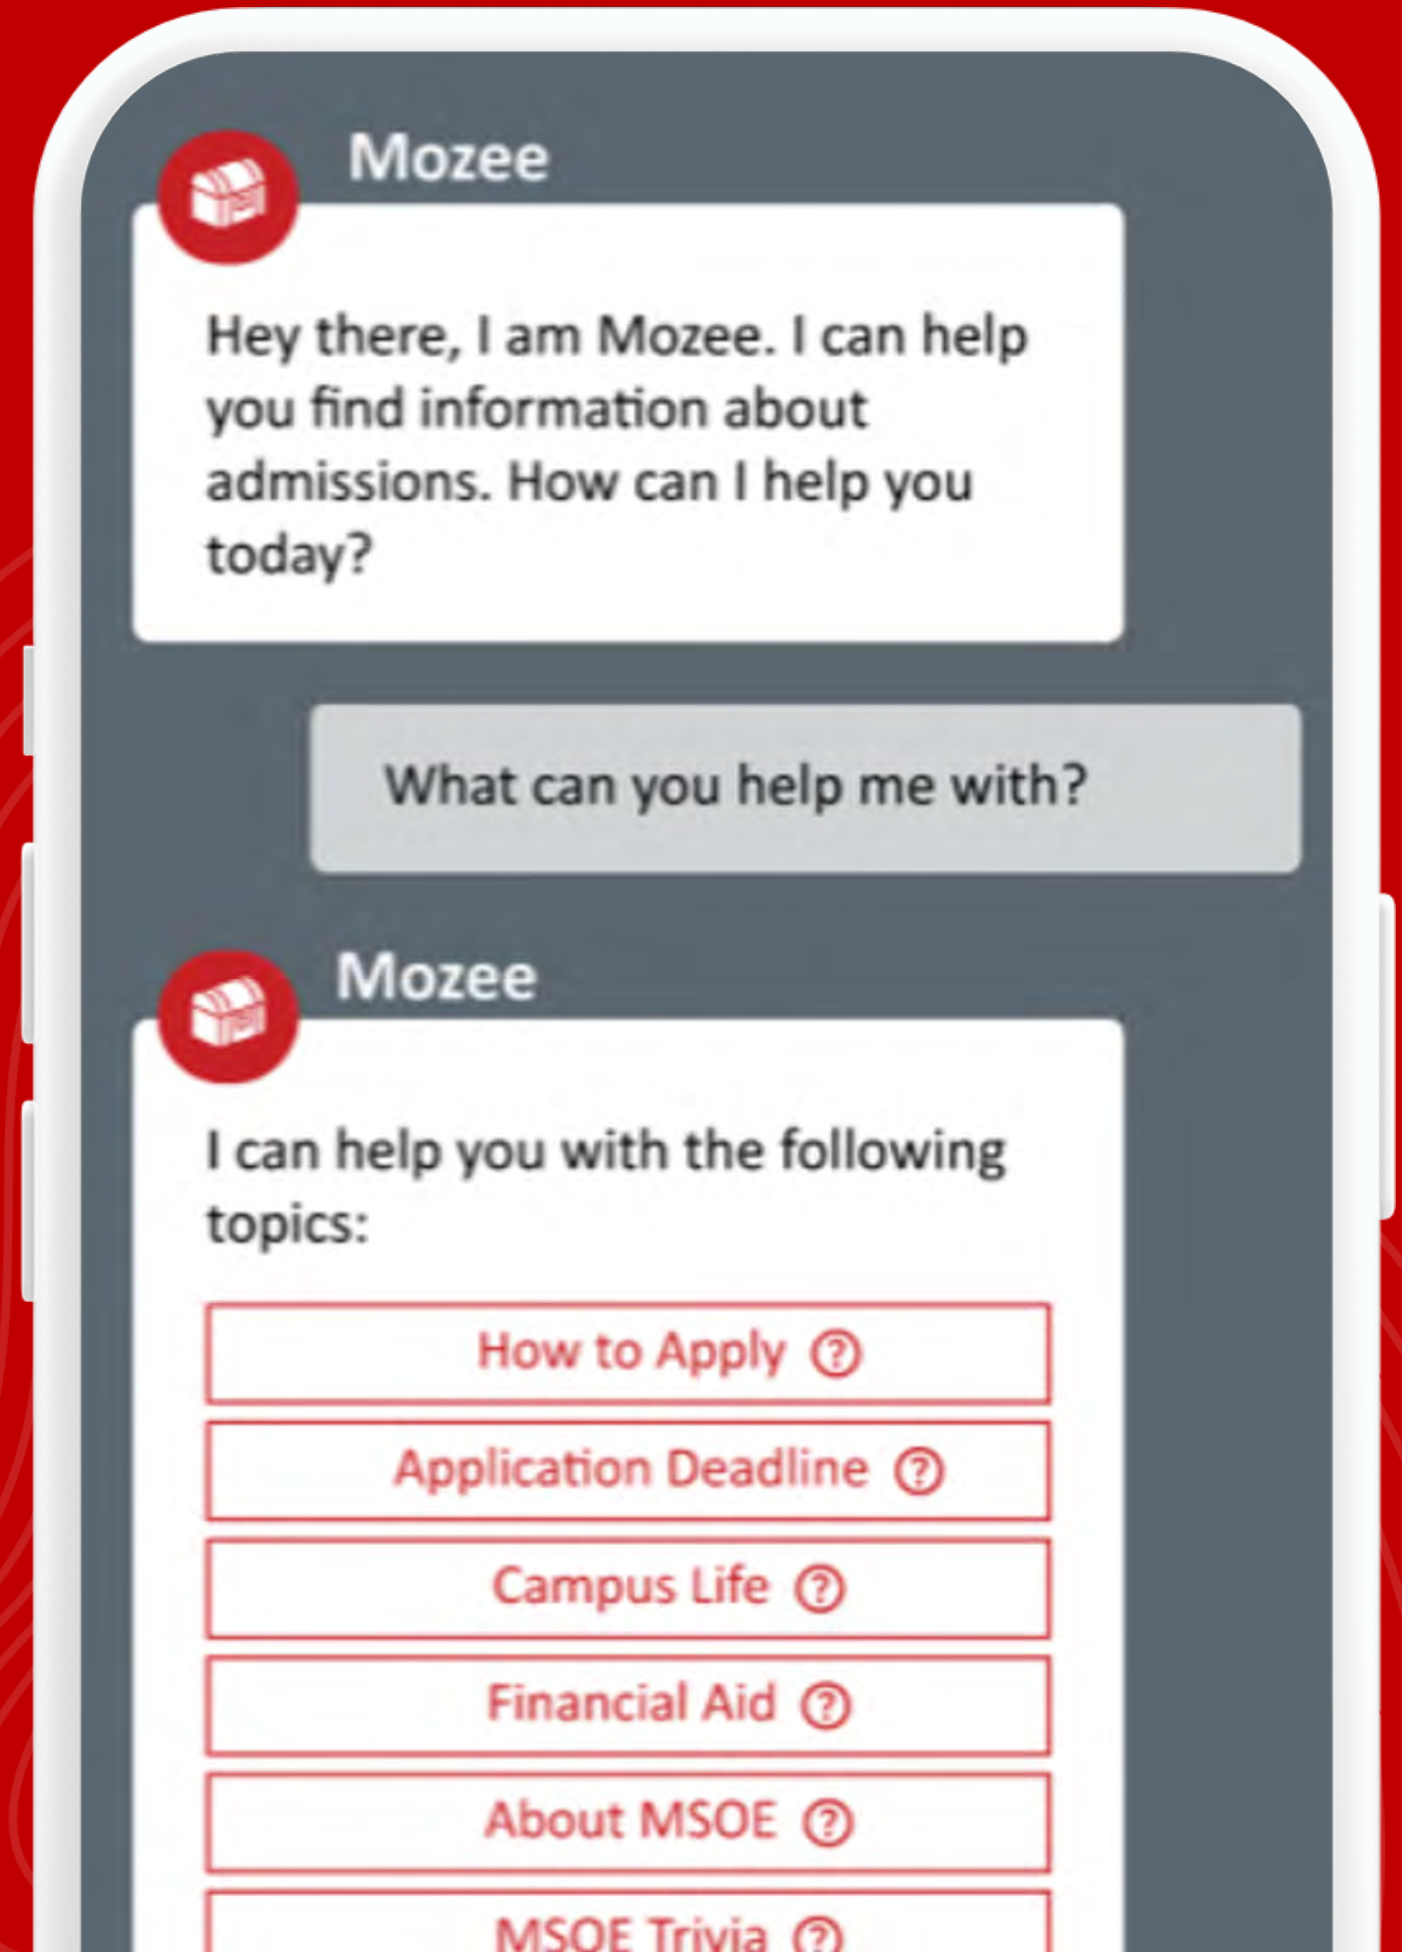 Mozee
Hey there, I am Mozee. I can help
you find information about
admissions. How can I help you
today?
What can you help me with?
Mozee
I can help you with the following
topics:
How to Apply ?
Application Deadline ?
Campus Life ?
Financial Aid ?
About MSOE ?
MSOE Trivia ?